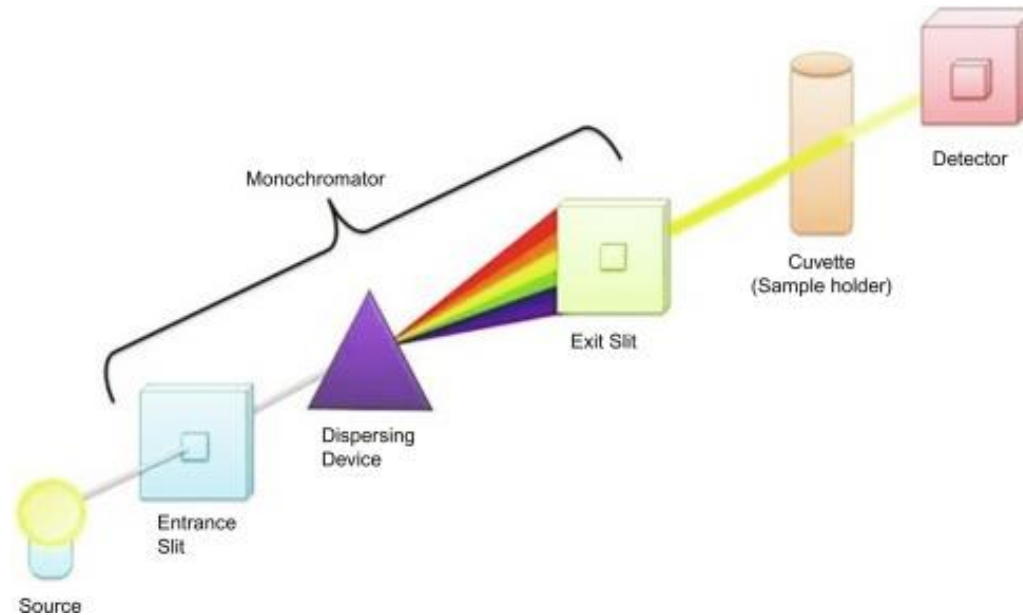 Monochromator
Detector
Cuvette
(Sample holder)
Exit Slit
Dispersing
Device
Entrance
Slit
Source